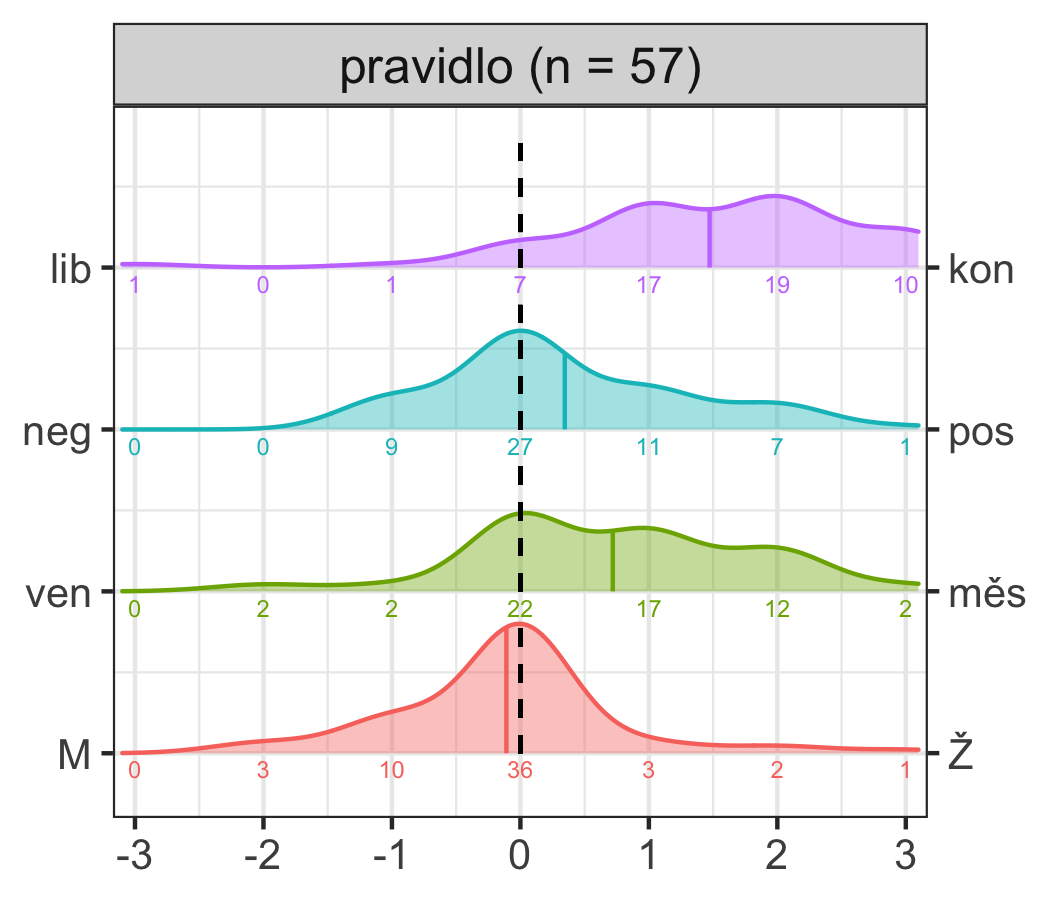 pravidlo (n = 57)
lib kon
1 0 1 7 17 19 10
neg pos
0 0 9 27 11 7 1
ven měs
0 2 2 22 17 12 2
M Ž
0 3 10 36 3 2 1
-3 -2 -1 0 1 2 3